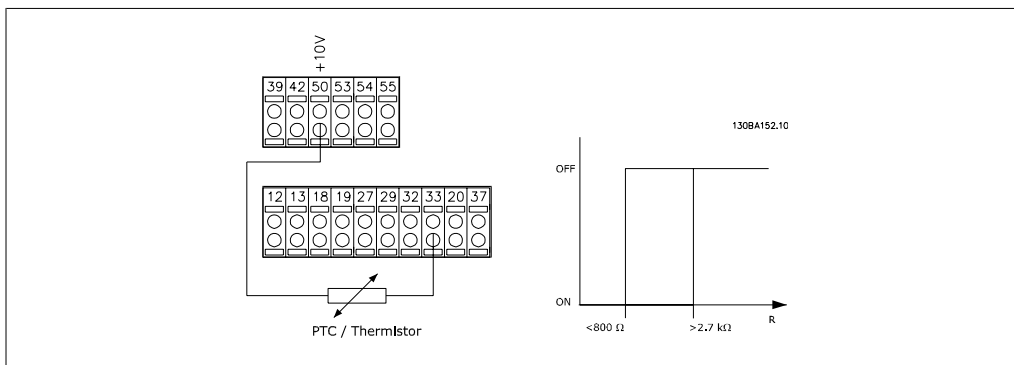 +10V
39 42 50 53 54 55
12 13 18 19 27 29 32 33 20 37
PTC / Thermistor
130BA152.10
OFF
ON
R
<800 Ω
>2.7 kΩ